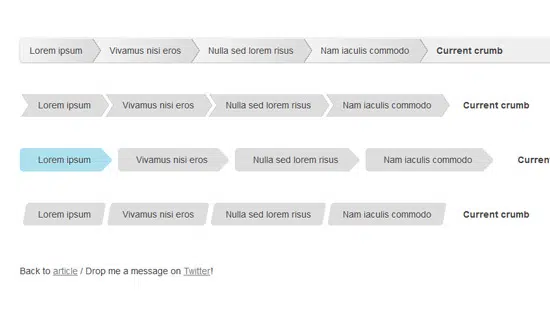 Lorem ipsum Vivamus nisi eros Nulla sed lorem risus Nam iaculis commodo Current crumb
Lorem ipsum Vivamus nisi eros Nulla sed lorem risus Nam iaculis commodo Current crumb
Lorem ipsum Vivamus nisi eros Nulla sed lorem risus Nam iaculis commodo Curren
Lorem ipsum Vivamus nisi eros Nulla sed lorem risus Nam iaculis commodo Current crumb
Back to article / Drop me a message on Twitter!